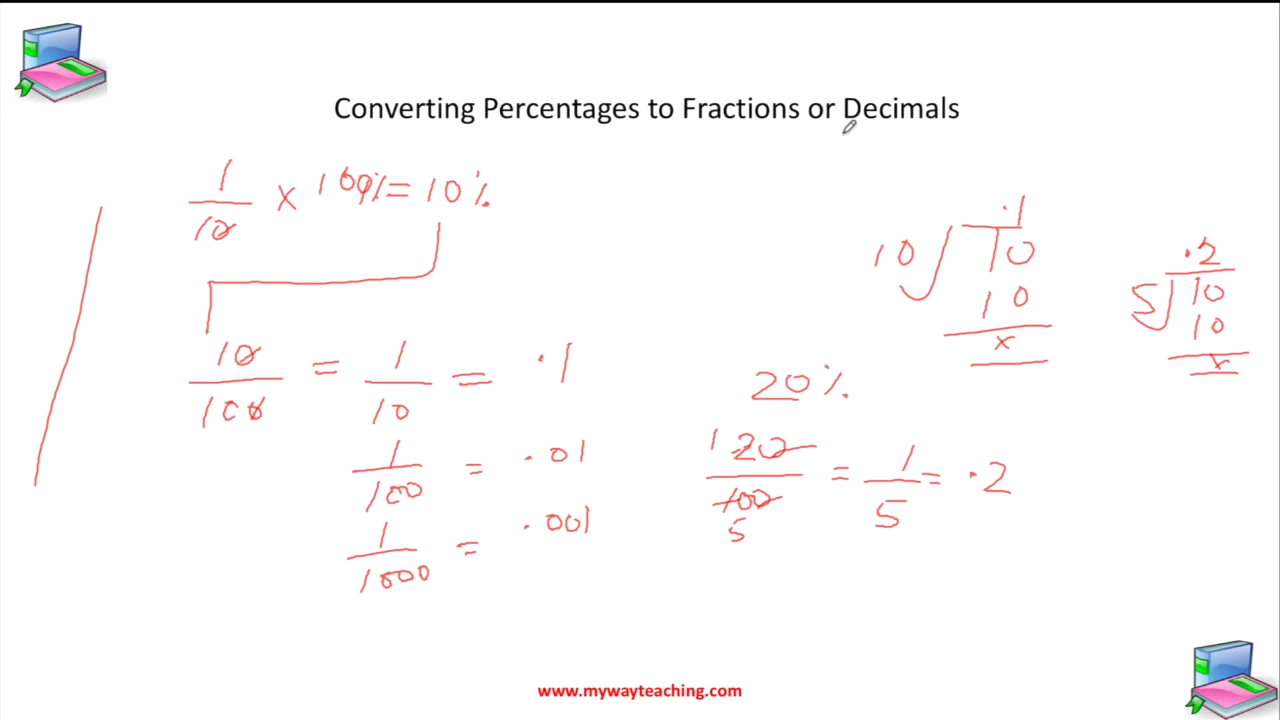 Converting Percentages to Fractions or Decimals
1/10 x 100% = 10%
10/100 = 1/10 = .1
1/100 = .01
1/1000 = .001
20%
1 20/100 5 = 1/5 = .2
.1
10 10
10
x
.2
5 10
10
x
www.mywayteaching.com